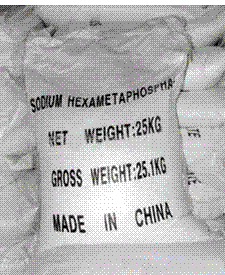 SODIUM HEXAMETAPHOSPHA
NET WEIGHT:25KG
GROSS WEIGHT:25.1KG
MADE IN CHINA